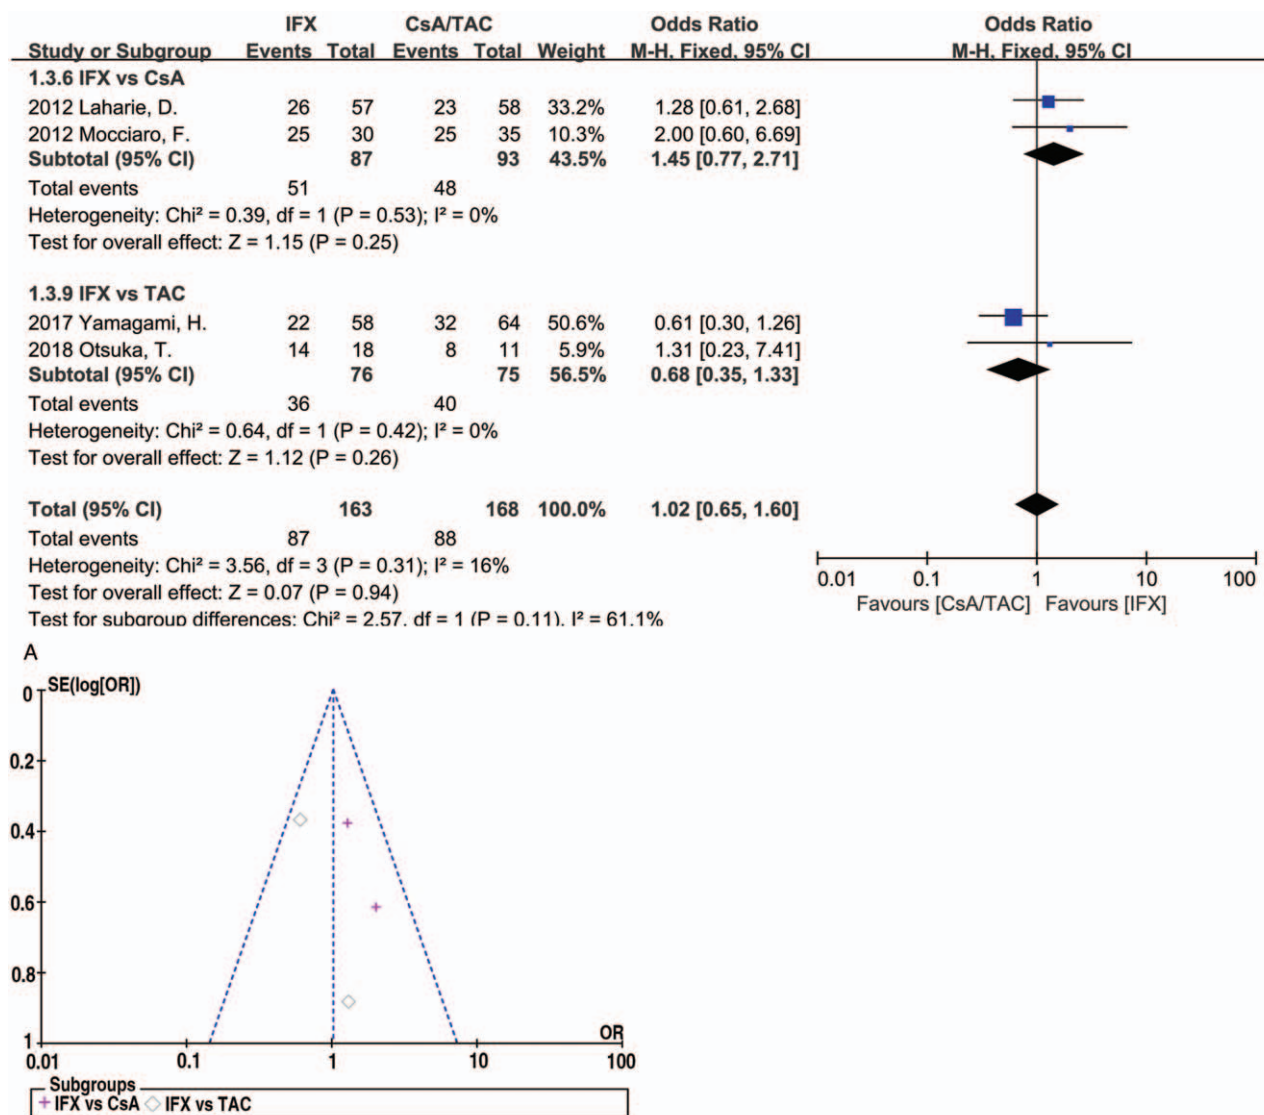 IFX CsA/TAC Odds Ratio Odds Ratio
Study or Subgroup Events Total Events Total Weight M-H, Fixed, 95% CI M-H, Fixed, 95% CI
1.3.6 IFX vs CsA
2012 Laharie, D. 26 57 23 58 33.2% 1.28 [0.61, 2.68]
2012 Mocciaro, F. 25 30 25 35 10.3% 2.00 [0.60, 6.69]
Subtotal (95% CI) 87 93 43.5% 1.45 [0.77, 2.71]
Total events 51 48
Heterogeneity: Chi² = 0.39, df = 1 (P = 0.53); I² = 0%
Test for overall effect: Z = 1.15 (P = 0.25)
1.3.9 IFX vs TAC
2017 Yamagami, H. 22 58 32 64 50.6% 0.61 [0.30, 1.26]
2018 Otsuka, T. 14 18 8 11 5.9% 1.31 [0.23, 7.41]
Subtotal (95% CI) 76 75 56.5% 0.68 [0.35, 1.33]
Total events 36 40
Heterogeneity: Chi² = 0.64, df = 1 (P = 0.42); I² = 0%
Test for overall effect: Z = 1.12 (P = 0.26)
Total (95% CI) 163 168 100.0% 1.02 [0.65, 1.60]
Total events 87 88
Heterogeneity: Chi² = 3.56, df = 3 (P = 0.31); I² = 16%
Test for overall effect: Z = 0.07 (P = 0.94)
Test for subgroup differences: Chi² = 2.57, df = 1 (P = 0.11), I² = 61.1%
0.01 0.1 1 10 100
Favours [CsA/TAC] Favours [IFX]
A
SE(log[OR])
0
0.2
0.4
0.6
0.8
1
OR
0.01 0.1 1 10 100
Subgroups
IFX vs CsA IFX vs TAC